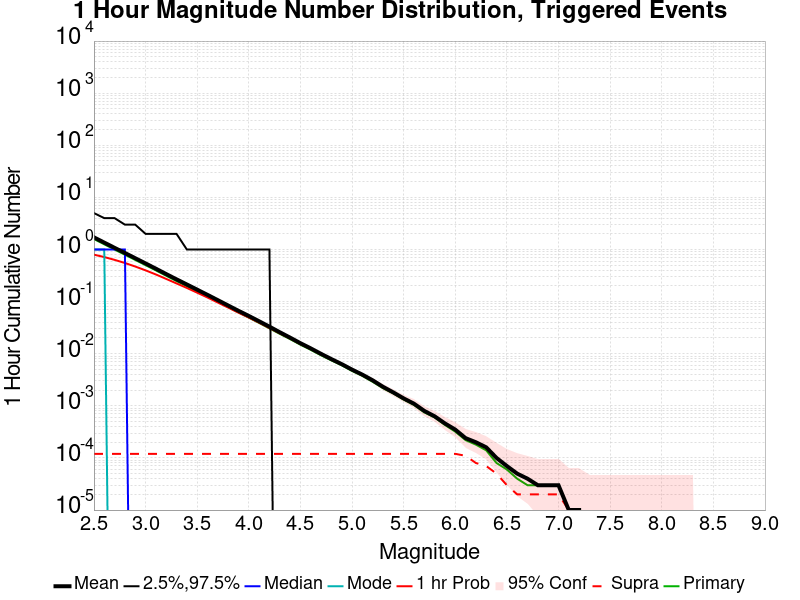 1 Hour Magnitude Number Distribution, Triggered Events
10^4
10^3
10^2
10^1
10^0
10^-1
10^-2
10^-3
10^-4
10^-5
1 Hour Cumulative Number
2.5 3.0 3.5 4.0 4.5 5.0 5.5 6.0 6.5 7.0 7.5 8.0 8.5 9.0
Magnitude
Mean 2.5%,97.5% Median Mode 1 hr Prob 95% Conf Supra Primary